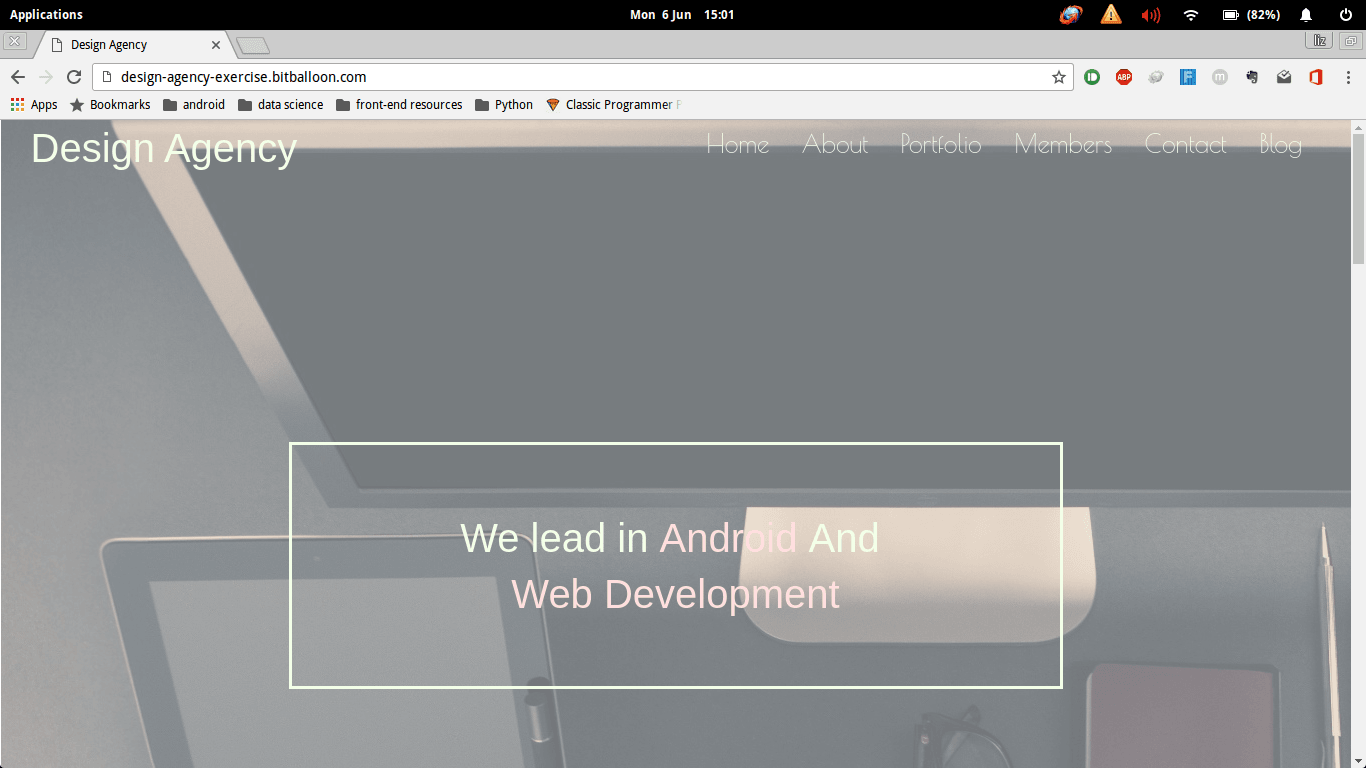 Applications
Mon 6 Jun 15:01
(82%)
Design Agency
liz
design-agency-exercise.bitballoon.com
ABP
F
m
Apps
Bookmarks
android
data science
front-end resources
Python
Classic Programmer
Design Agency
Home
About
Portfolio
Members
Contact
Blog
We lead in Android And
Web Development